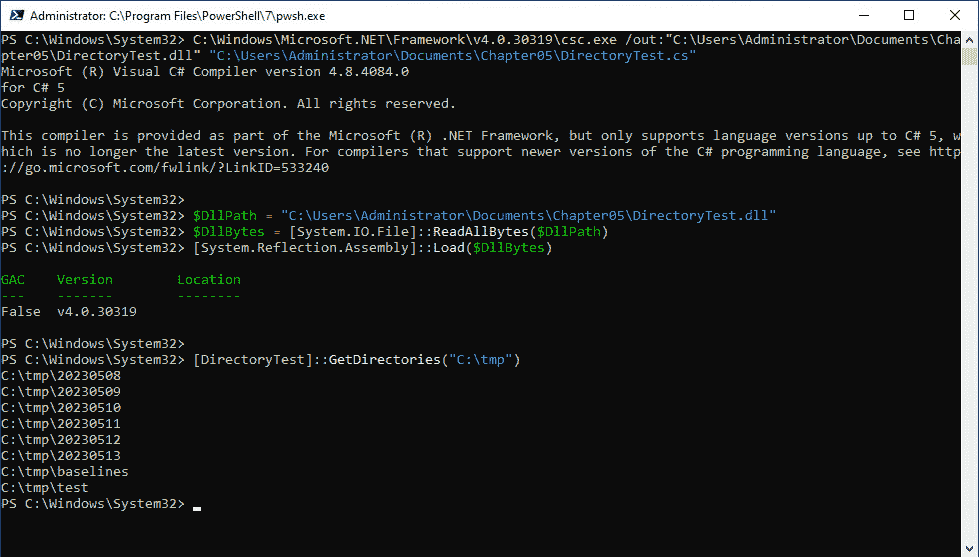 Administrator: C:\Program Files\PowerShell\7\pwsh.exe
PS C:\Windows\System32> C:\Windows\Microsoft.NET\Framework\v4.0.30319\csc.exe /out:"C:\Users\Administrator\Documents\Cha
pter05\DirectoryTest.dll" "C:\Users\Administrator\Documents\Chapter05\DirectoryTest.cs"
Microsoft (R) Visual C# Compiler version 4.8.4084.0
for C# 5
Copyright (C) Microsoft Corporation. All rights reserved.
This compiler is provided as part of the Microsoft (R) .NET Framework, but only supports language versions up to C# 5, w
hich is no longer the latest version. For compilers that support newer versions of the C# programming language, see http
://go.microsoft.com/fwlink/?LinkID=533240
PS C:\Windows\System32>
PS C:\Windows\System32> $DllPath = "C:\Users\Administrator\Documents\Chapter05\DirectoryTest.dll"
PS C:\Windows\System32> $DllBytes = [System.IO.File]::ReadAllBytes($DllPath)
PS C:\Windows\System32> [System.Reflection.Assembly]::Load($DllBytes)
GAC    Version        Location
---    -------        --------
False  v4.0.30319
PS C:\Windows\System32>
PS C:\Windows\System32> [DirectoryTest]::GetDirectories("C:\tmp")
C:\tmp\20230508
C:\tmp\20230509
C:\tmp\20230510
C:\tmp\20230511
C:\tmp\20230512
C:\tmp\20230513
C:\tmp\baselines
C:\tmp\test
PS C:\Windows\System32>